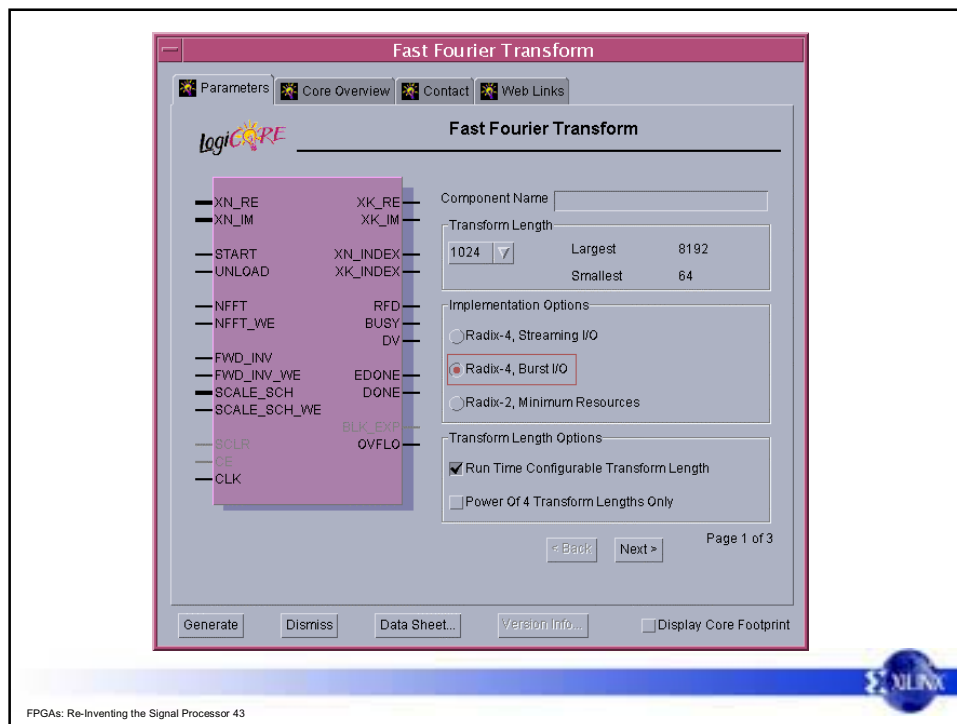 Fast Fourier Transform
Parameters Core Overview Contact Web Links
LogiCORE
Fast Fourier Transform
XN_RE XK_RE
XN_IM XK_IM
START XN_INDEX
UNLOAD XK_INDEX
NFFT RFD
NFFT_WE BUSY
DV
FWD_INV
FWD_INV_WE EDONE
SCALE_SCH DONE
SCALE_SCH_WE
BLK_EXP
SCLR OVFLO
CE
CLK
Component Name
Transform Length
1024 Largest 8192
Smallest 64
Implementation Options
Radix-4, Streaming I/O
Radix-4, Burst I/O
Radix-2, Minimum Resources
Transform Length Options
Run Time Configurable Transform Length
Power Of 4 Transform Lengths Only
< Back Next > Page 1 of 3
Generate Dismiss Data Sheet... Version Info... Display Core Footprint
XILINX
FPGAs: Re-Inventing the Signal Processor 43